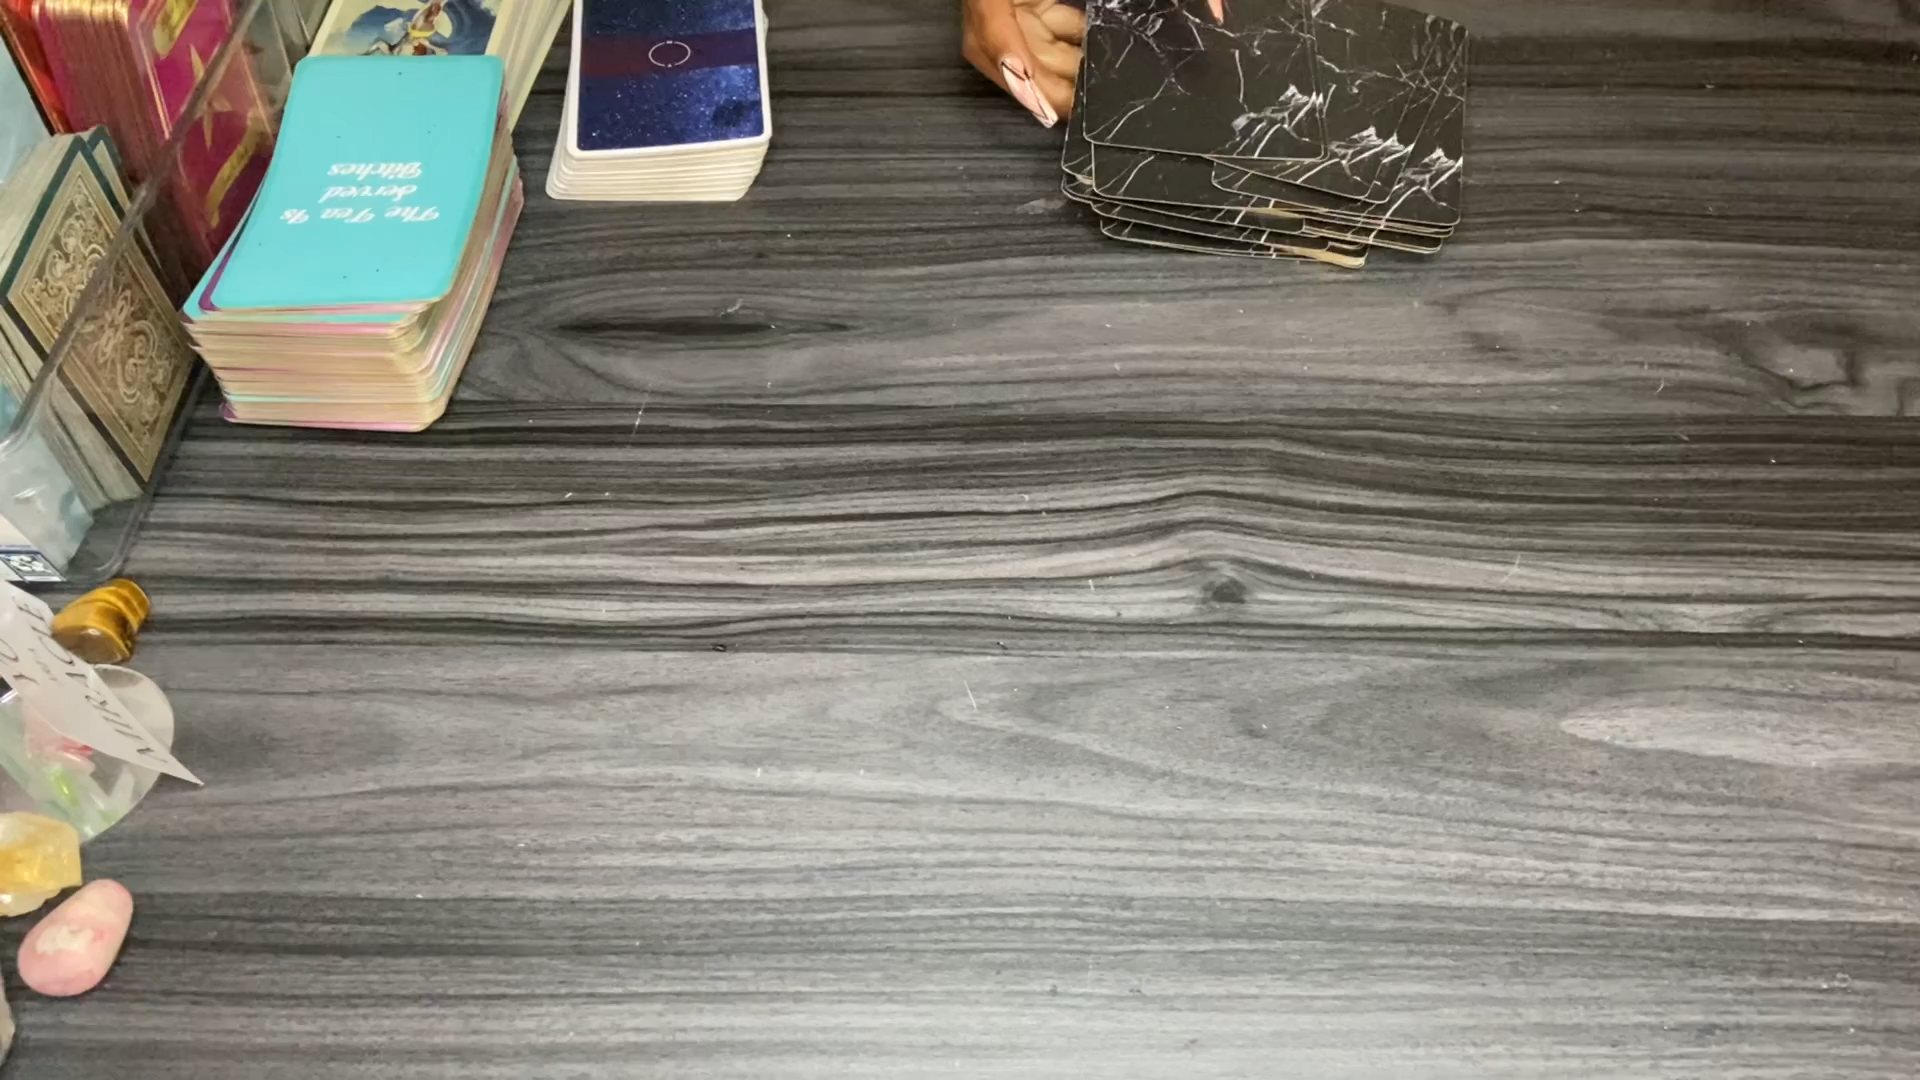 The Tea Is
Served
Bitches